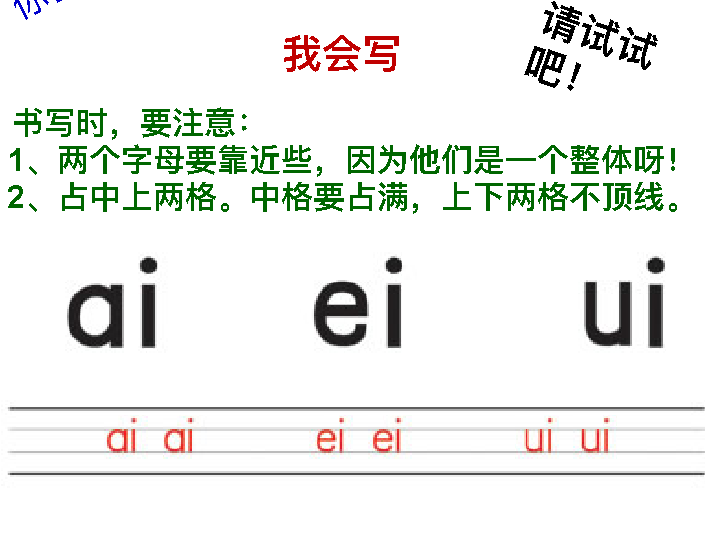 你
我会写
请试试
吧！
书写时，要注意：
1、两个字母要靠近些，因为他们是一个整体呀！
2、占中上两格。中格要占满，上下两格不顶线。
ai ei ui
ai ai ei ei ui ui